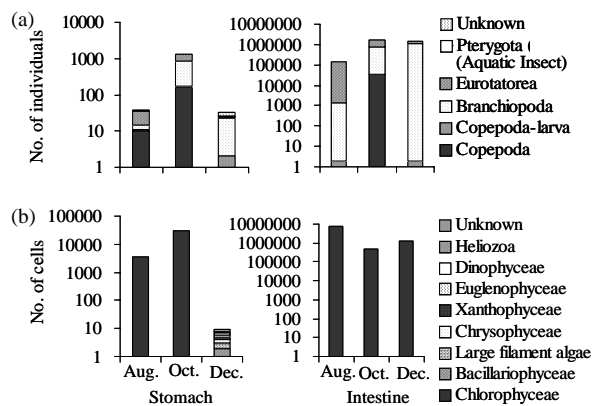 (a)
No. of individuals
10000
1000
100
10
1
10000000
1000000
100000
10000
1000
100
10
1
Unknown
Pterygota (
(Aquatic Insect)
Eurotatorea
Branchiopoda
Copepoda-larva
Copepoda
(b)
No. of cells
100000
10000
1000
100
10
1
Aug. Oct. Dec.
Stomach
10000000
1000000
100000
10000
1000
100
10
1
Aug. Oct. Dec.
Intestine
Unknown
Heliozoa
Dinophyceae
Euglenophyceae
Xanthophyceae
Chrysophyceae
Large filament algae
Bacillariophyceae
Chlorophyceae